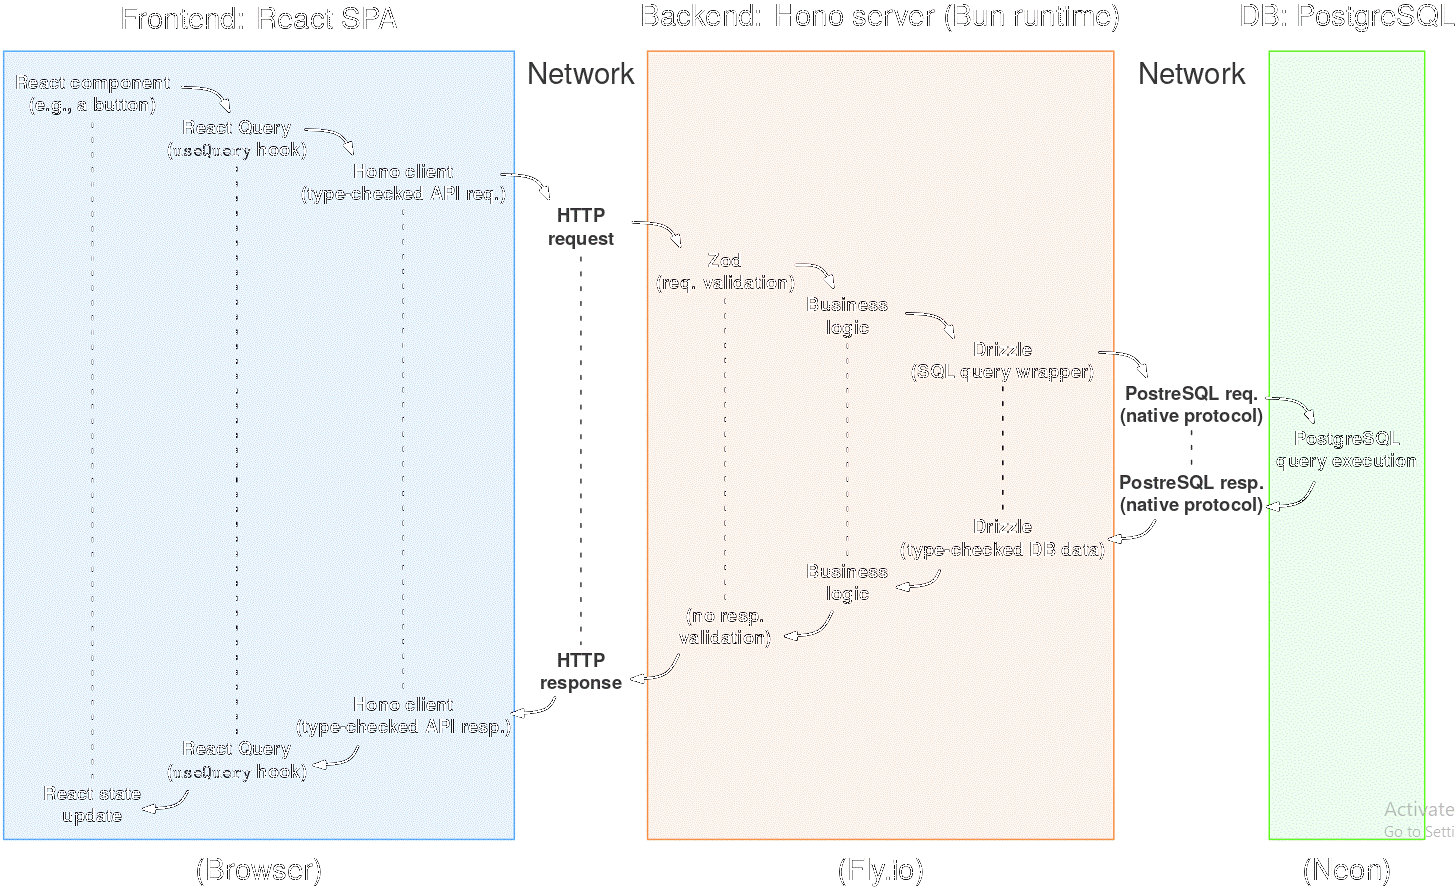 Frontend: React SPA
Backend: Hono server (Bun runtime)
DB: PostgreSQL
Network
Network
React component
(e.g., a button)
React Query
(useQuery hook)
Hono client
(type-checked API req.)
HTTP
request
Zod
(req. validation)
Business
logic
Drizzle
(SQL query wrapper)
PostreSQL req.
(native protocol)
PostgreSQL
query execution
PostreSQL resp.
(native protocol)
Drizzle
(type-checked DB data)
Business
logic
(no resp.
validation)
HTTP
response
Hono client
(type-checked API resp.)
React Query
(useQuery hook)
React state
update
Activate
Go to Setti
(Browser)
(Fly.io)
(Neon)